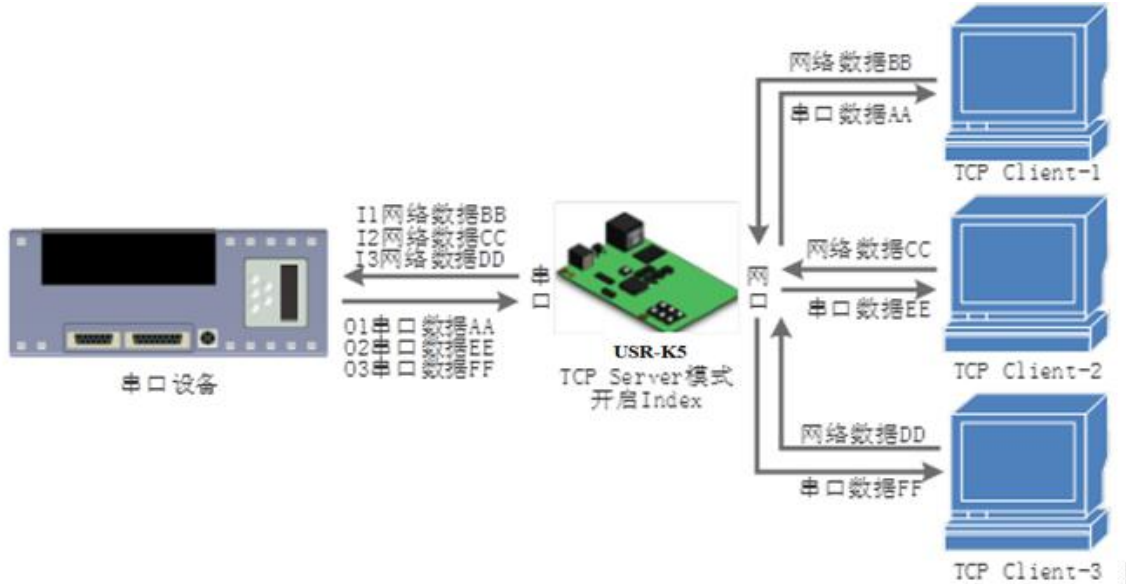 网络数据BB
串口数据AA
TCP Client-1
I1网络数据BB
I2网络数据CC
I3网络数据DD
O1串口数据AA
O2串口数据EE
O3串口数据FF
串口设备
串口
USR-K5
TCP Server模式
开启Index
网口
网络数据CC
串口数据EE
TCP Client-2
网络数据DD
串口数据FF
TCP Client-3